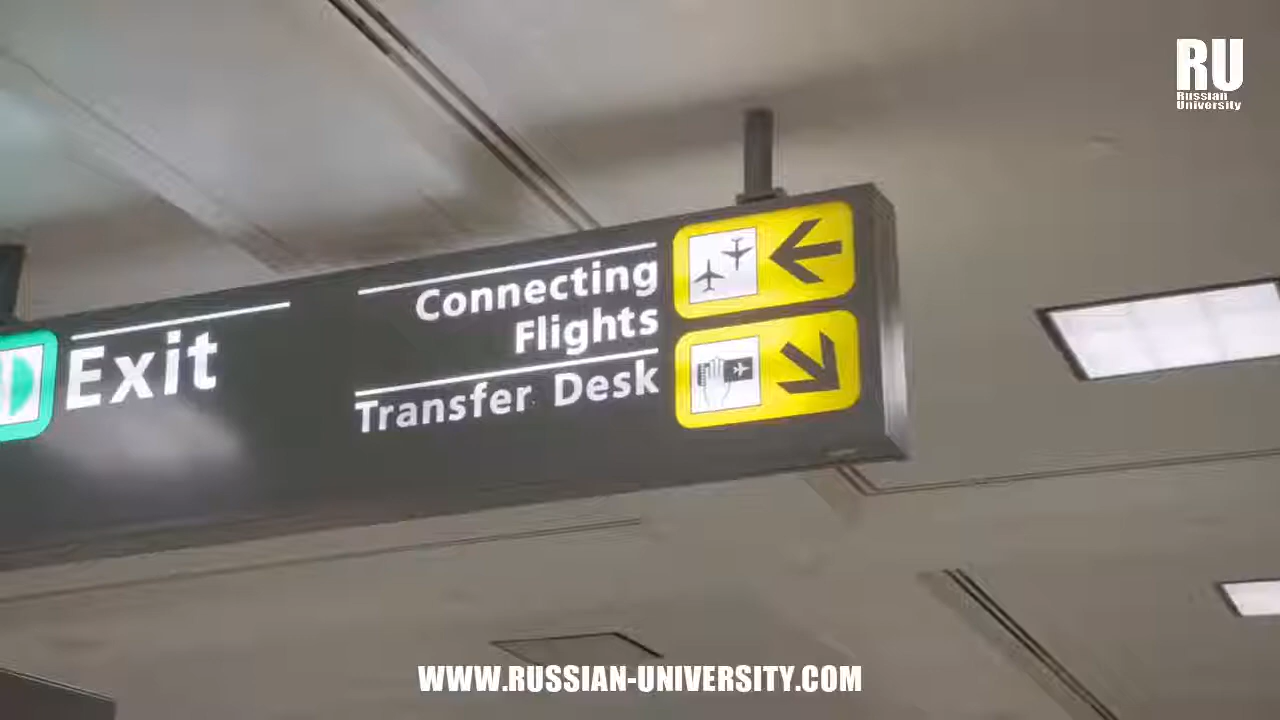 RU
Russian
University
Exit
Connecting
Flights
Transfer Desk
WWW.RUSSIAN-UNIVERSITY.COM